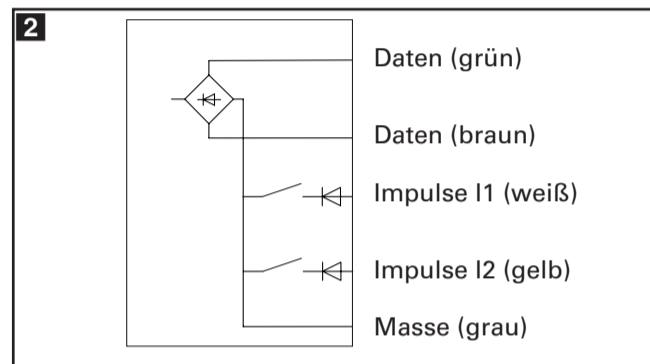 2
Daten (grün)
Daten (braun)
Impulse I1 (weiß)
Impulse I2 (gelb)
Masse (grau)